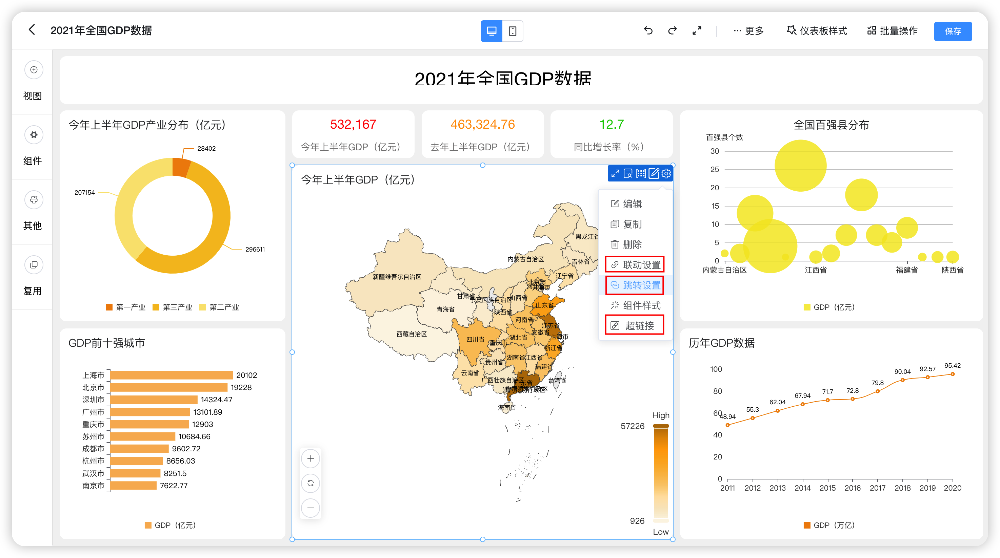 2021年全国GDP数据
更多
仪表板样式
批量操作
保存
视图
组件
其他
复用
2021年全国GDP数据
今年上半年GDP产业分布（亿元）
28402
207154
296611
第一产业
第三产业
第二产业
532,167
今年上半年GDP（亿元）
463,324.76
去年上半年GDP（亿元）
12.7
同比增长率（%）
今年上半年GDP（亿元）
编辑
复制
删除
联动设置
跳转设置
组件样式
超链接
黑龙江省
内蒙古自治区
吉林省
新疆维吾尔自治区
辽宁省
北京市
甘肃省
宁夏回族自治区
山西省
山东省
青海省
陕西省
河南省
江苏省
西藏自治区
安徽省
四川省
湖北省
上海市
重庆市
浙江省
湖南省
江西省
贵州省
福建省
云南省
广西壮族自治区
东省
台湾省
海南省
High
57226
926
Low
全国百强县分布
百强县个数
30
25
20
15
10
5
0
内蒙古自治区
江西省
福建省
陕西省
GDP（亿元）
GDP前十强城市
上海市 20102
北京市 19228
深圳市 14324.47
广州市 13101.89
重庆市 12903
苏州市 10684.66
成都市 9602.72
杭州市 8656.03
武汉市 8251.5
南京市 7622.77
GDP（亿元）
历年GDP数据
100
80
60
40
20
0
48.94
55.3
62.04
67.94
71.7
72.8
79.8
90.04
92.57
95.42
2011 2012 2013 2014 2015 2016 2017 2018 2019 2020
GDP（万亿）